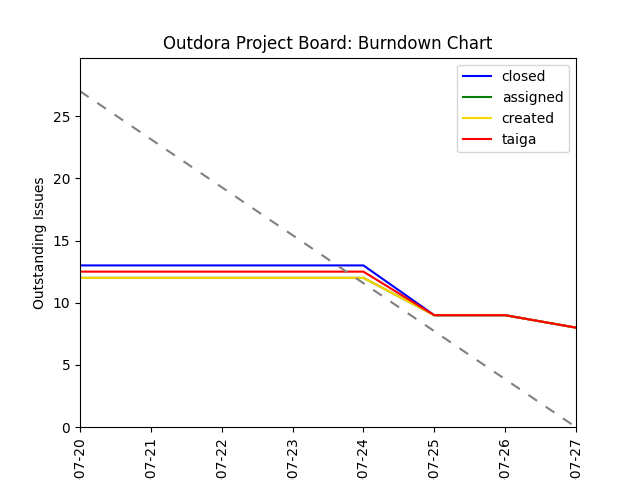 Outdora Project Board: Burndown Chart
closed
assigned
created
taiga
Outstanding Issues
25
20
15
10
5
0
07-20
07-21
07-22
07-23
07-24
07-25
07-26
07-27